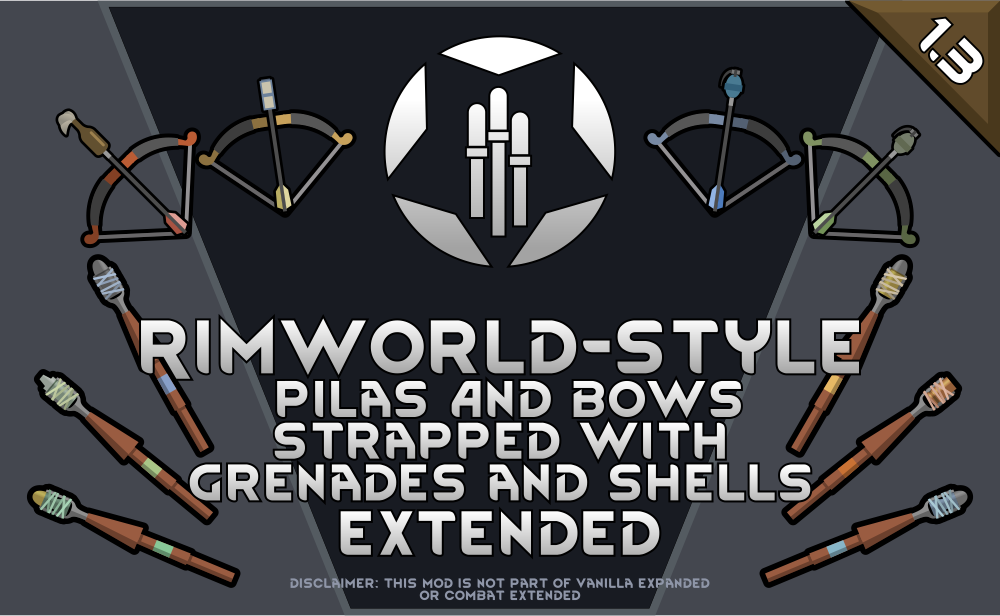 1.3
RIMWORLD-STYLE
PILAS AND BOWS
STRAPPED WITH
GRENADES AND SHELLS
EXTENDED
DISCLAIMER: THIS MOD IS NOT PART OF VANILLA EXPANDED
OR COMBAT EXTENDED